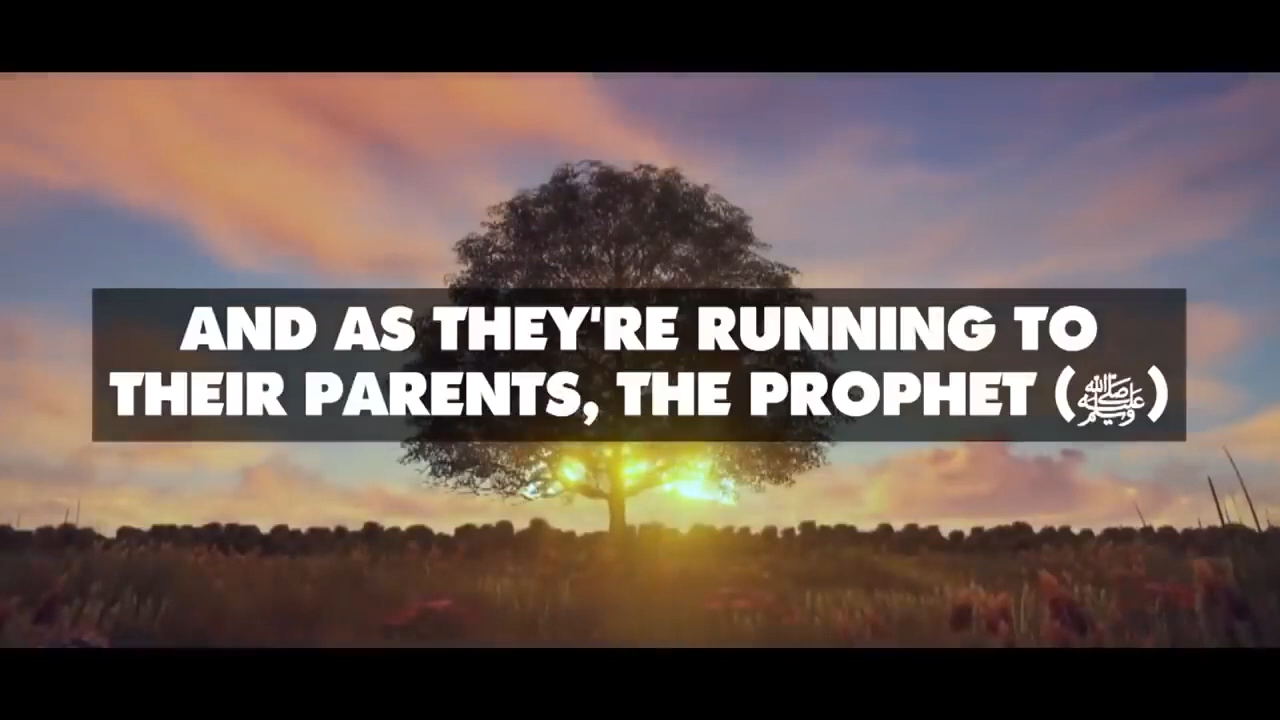 AND AS THEY'RE RUNNING TO
THEIR PARENTS, THE PROPHET (ﷺ)